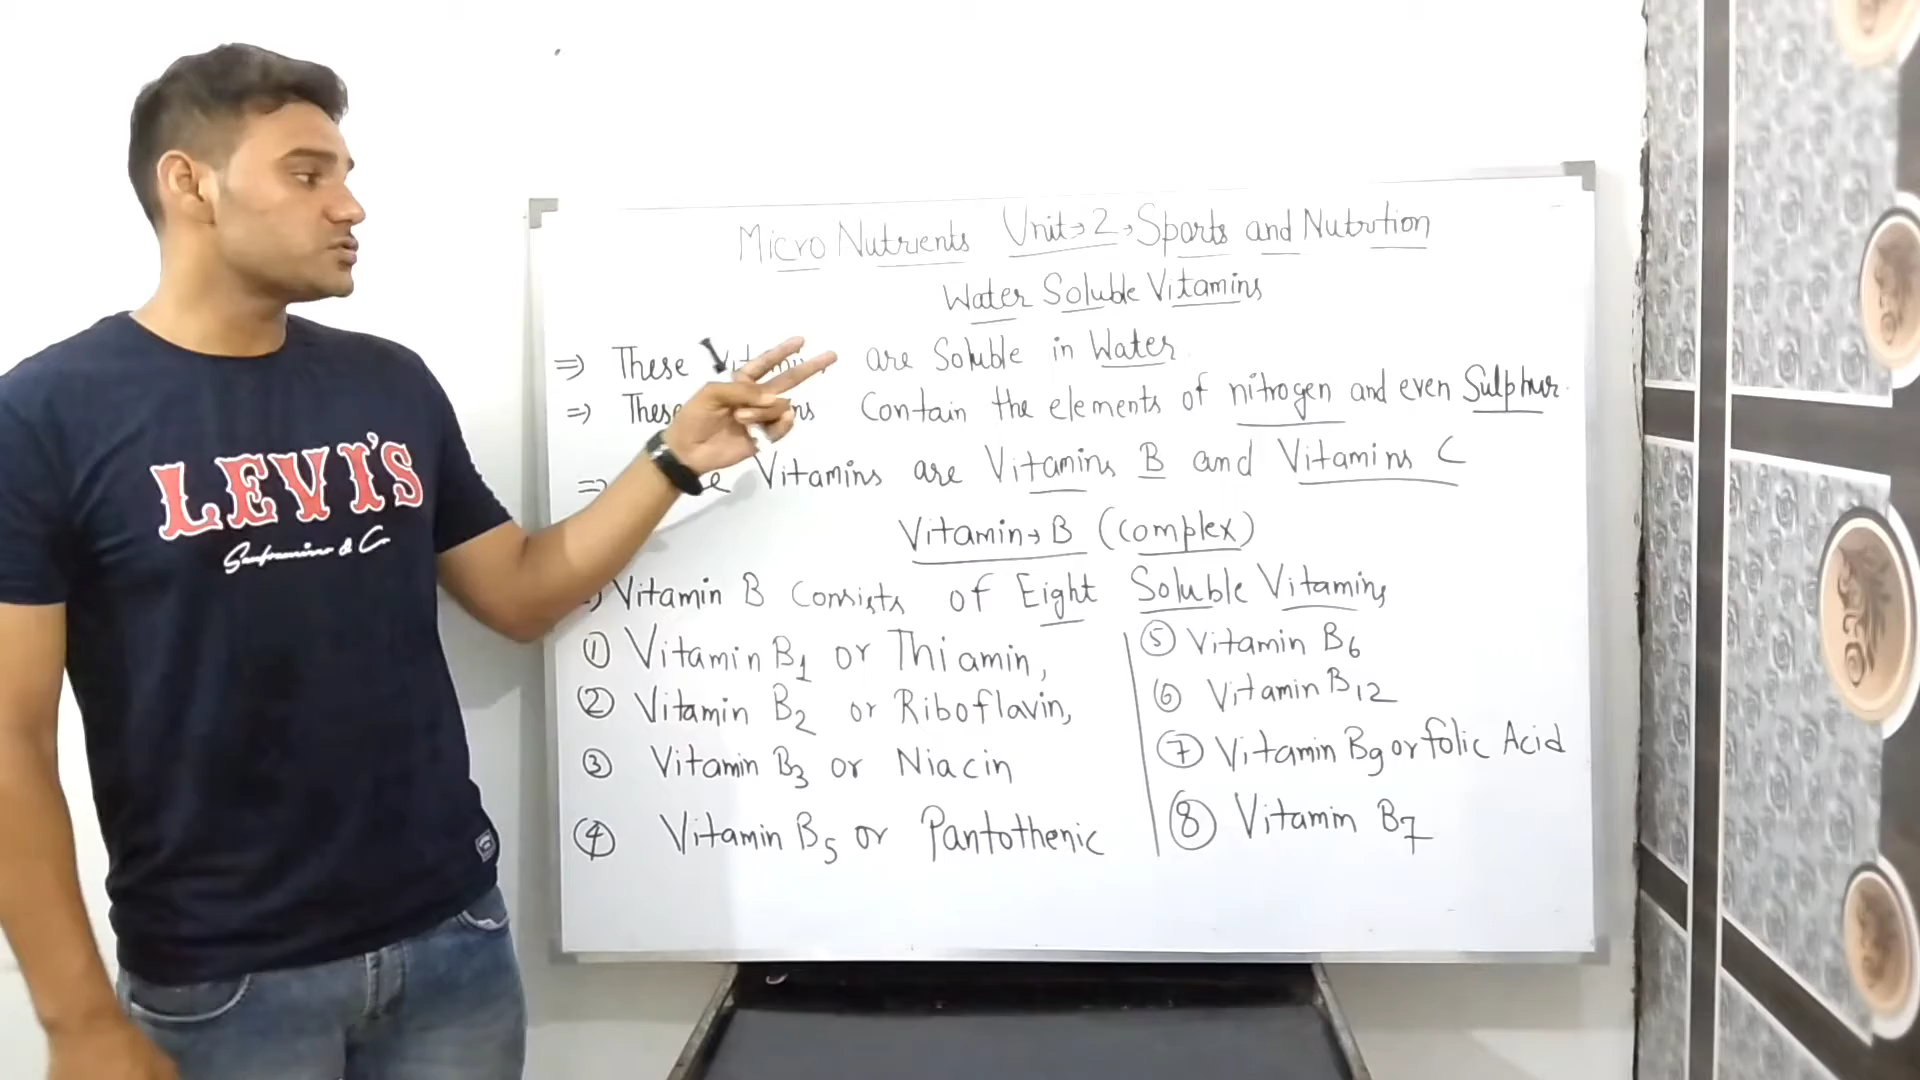 LEVI'S
& Co
Micro Nutrients Unit→2→Sports and Nutrition
Water Soluble Vitamins
⇒ These are Soluble in Water
⇒ These Contain the elements of nitrogen and even Sulphur.
⇒ Vitamins are Vitamins B and Vitamins C
Vitamin→B (Complex)
Vitamin B Consists of Eight Soluble Vitamins
① Vitamin B1 or Thiamin,
② Vitamin B2 or Riboflavin,
③ Vitamin B3 or Niacin
④ Vitamin B5 or Pantothenic
⑤ Vitamin B6
⑥ Vitamin B12
⑦ Vitamin B9 or folic Acid
⑧ Vitamin B7